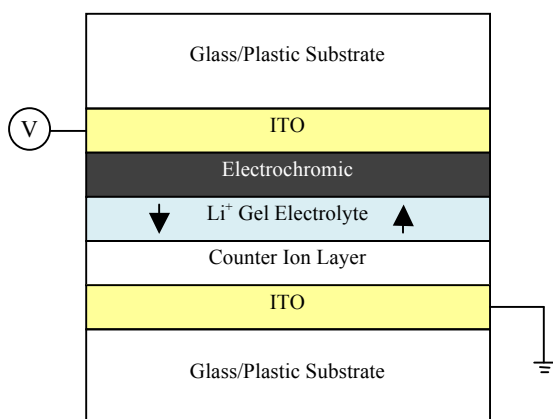 Glass/Plastic Substrate
V
ITO
Electrochromic
Li⁺ Gel Electrolyte
Counter Ion Layer
ITO
Glass/Plastic Substrate